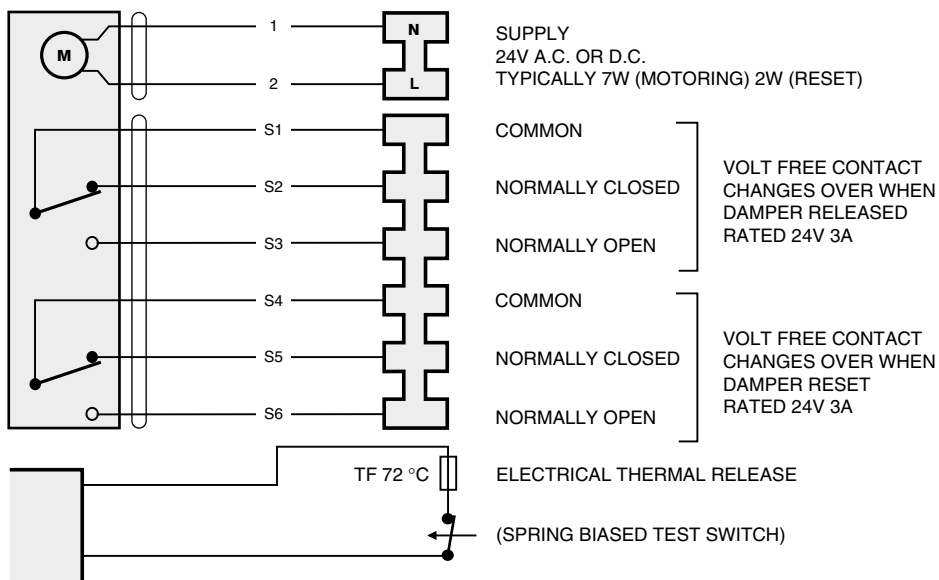 1
N
SUPPLY
24V A.C. OR D.C.
TYPICALLY 7W (MOTORING) 2W (RESET)
M
2
L
S1
COMMON
VOLT FREE CONTACT
CHANGES OVER WHEN
DAMPER RELEASED
RATED 24V 3A
S2
NORMALLY CLOSED
S3
NORMALLY OPEN
S4
COMMON
VOLT FREE CONTACT
CHANGES OVER WHEN
DAMPER RESET
RATED 24V 3A
S5
NORMALLY CLOSED
S6
NORMALLY OPEN
TF 72 °C
ELECTRICAL THERMAL RELEASE
(SPRING BIASED TEST SWITCH)